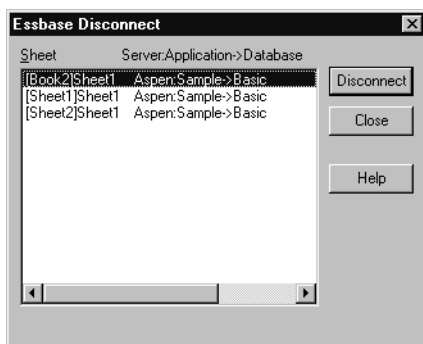 Essbase Disconnect
Sheet Server:Application->Database
[Book2]Sheet1 Aspen:Sample->Basic
[Sheet1]Sheet1 Aspen:Sample->Basic
[Sheet2]Sheet1 Aspen:Sample->Basic
Disconnect
Close
Help